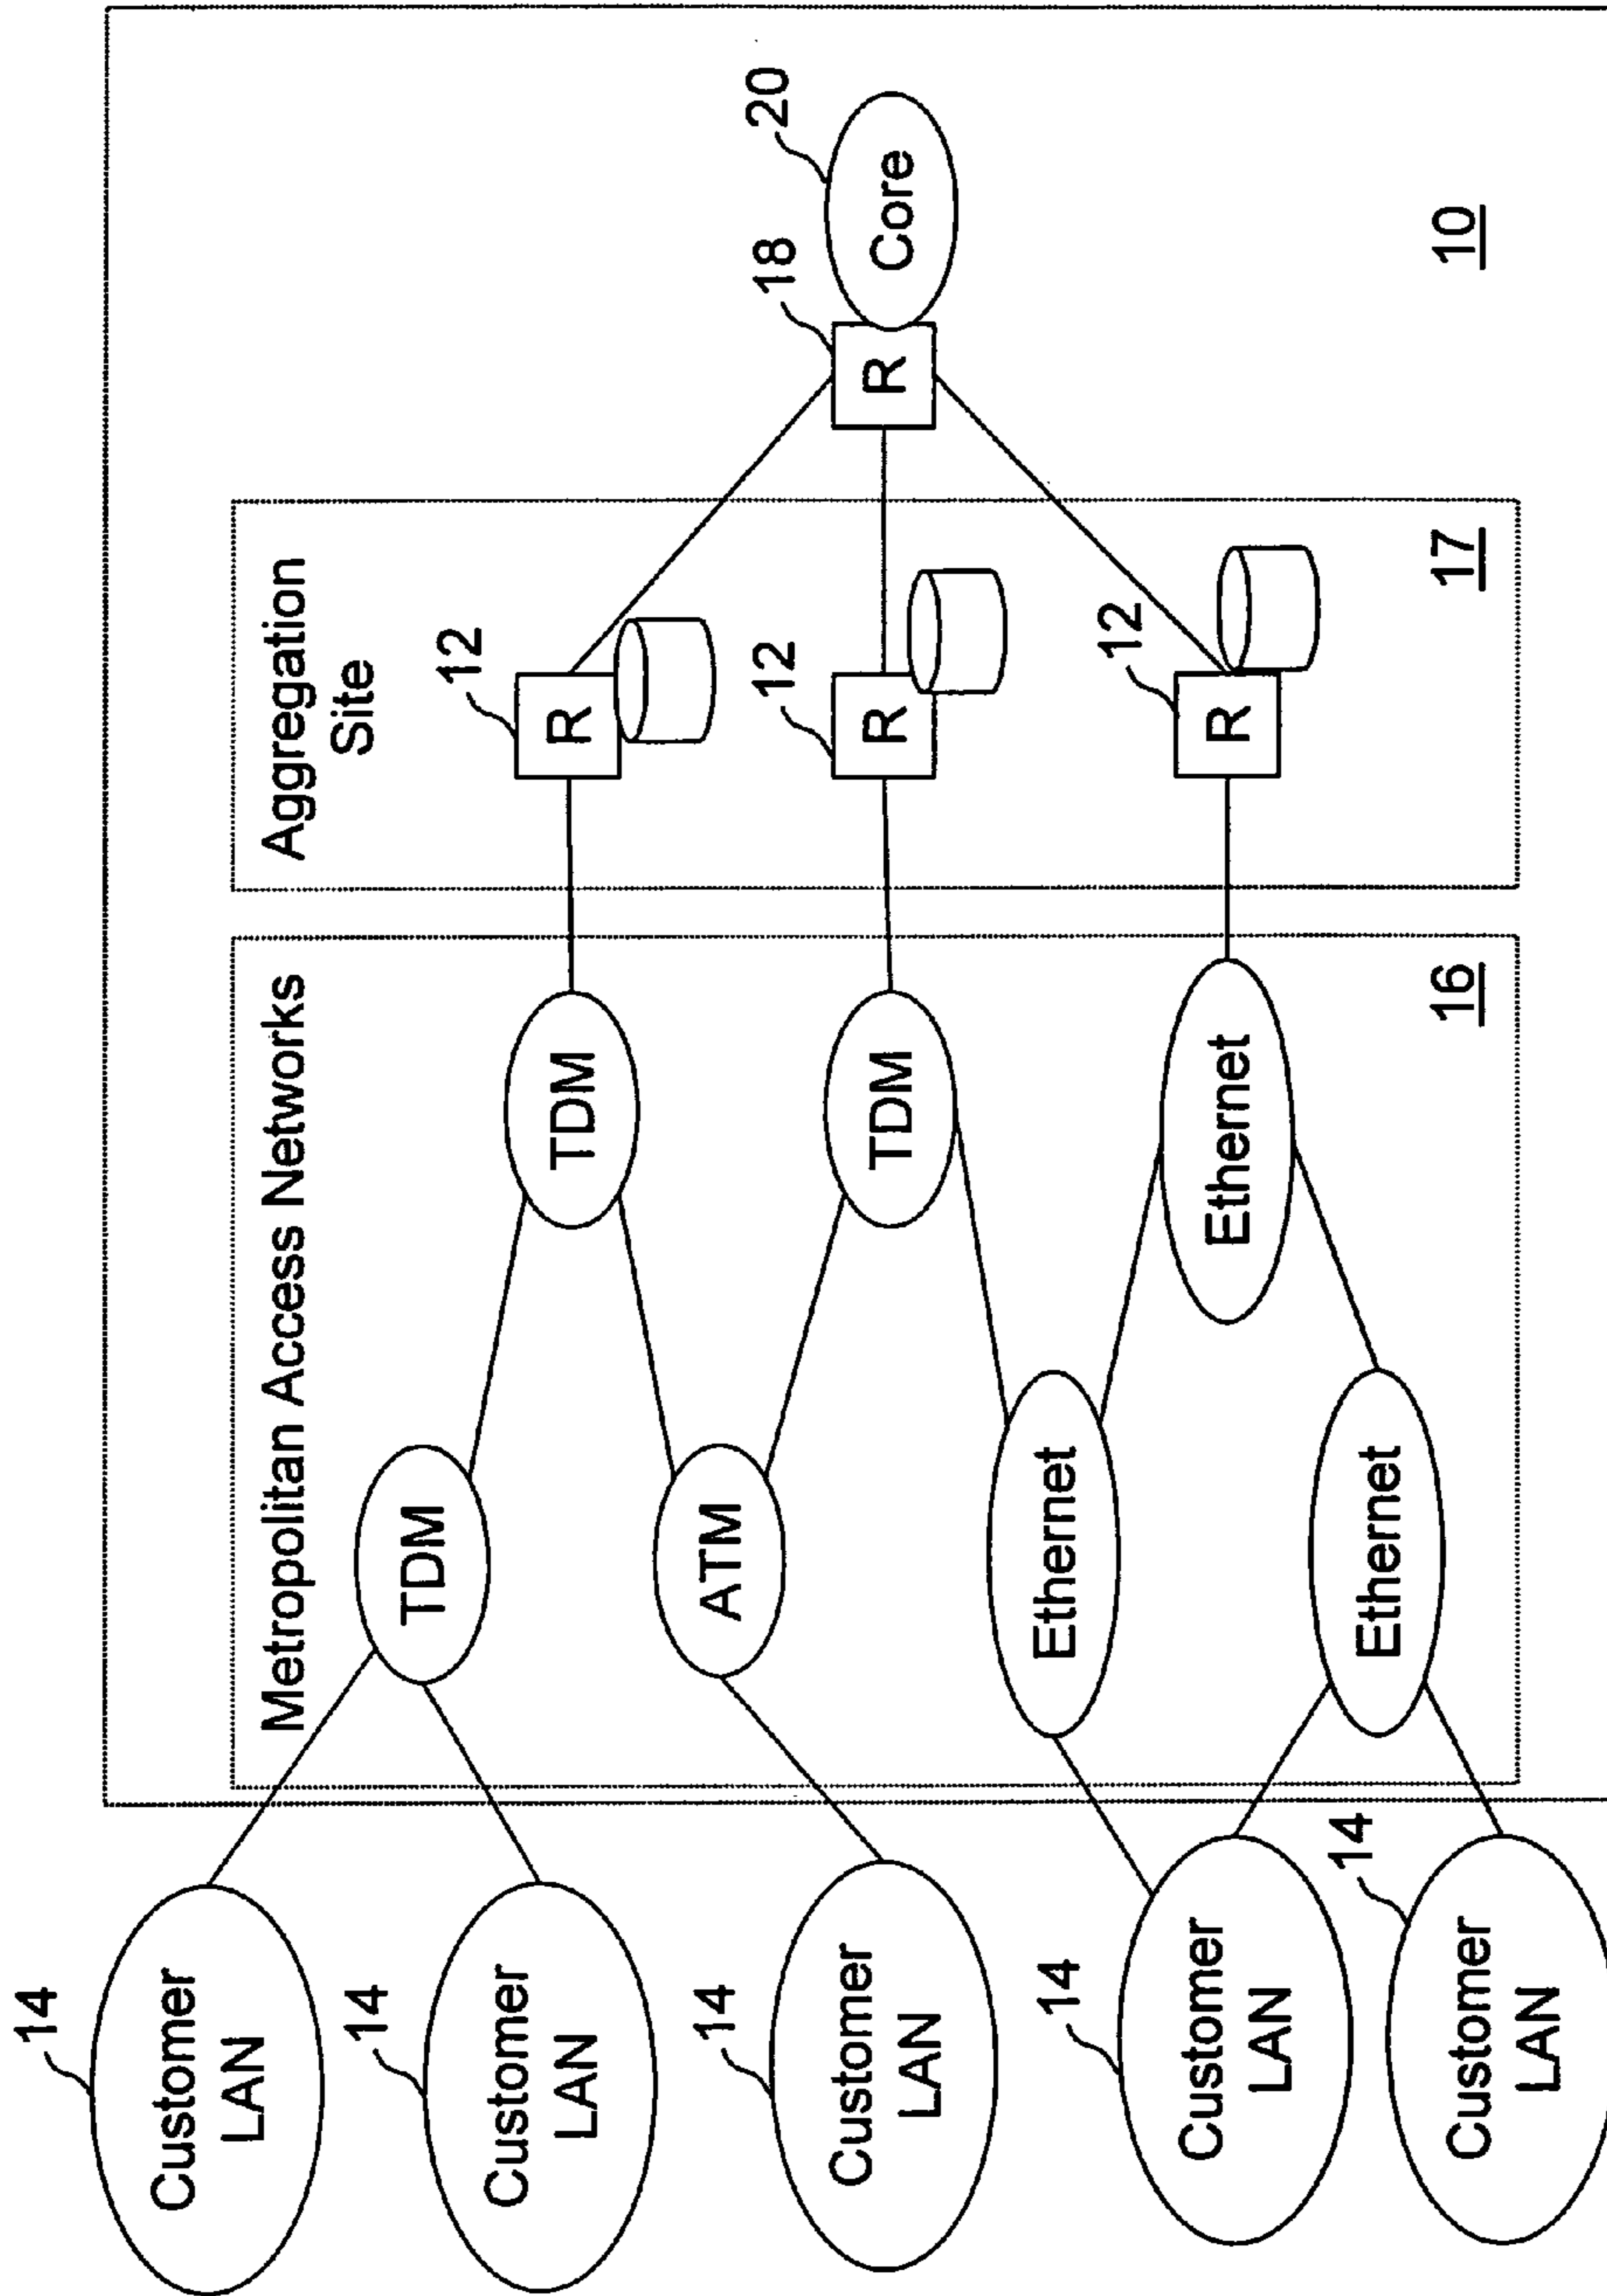 14
Customer
LAN
14
Customer
LAN
14
Customer
LAN
14
Customer
LAN
14
Customer
LAN
Metropolitan Access Networks
TDM
ATM
Ethernet
Ethernet
TDM
TDM
Ethernet
16
Aggregation
Site
12
R
12
R
12
R
17
18
R
20
Core
10